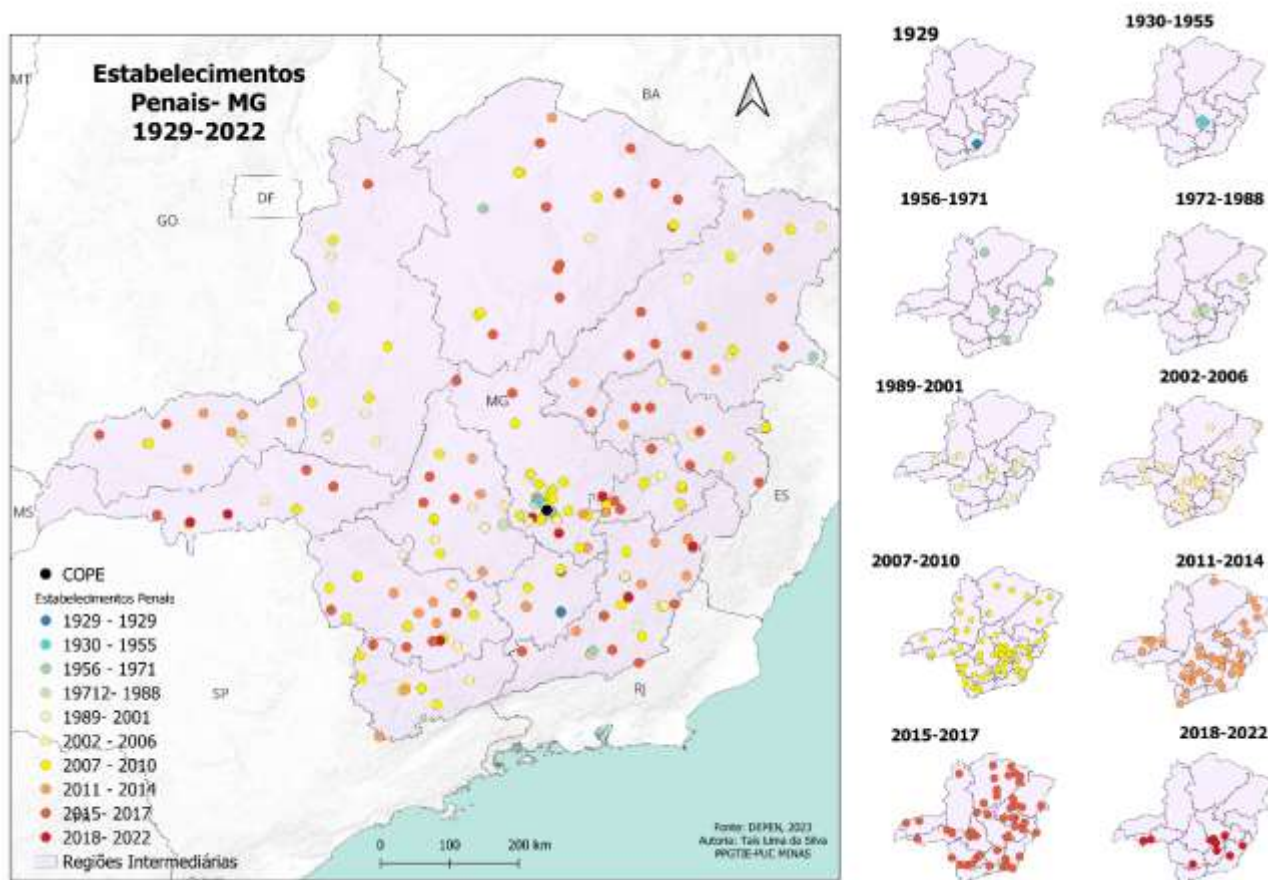 Estabelecimentos
Penais- MG
1929-2022
MT
BA
DF
GO
MG
MS
ES
SP
RJ
COPE
Estabelecimentos Penais
1929 - 1929
1930 - 1955
1956 - 1971
19712- 1988
1989- 2001
2002 - 2006
2007 - 2010
2011 - 2014
2015 - 2017
2018- 2022
Regiões Intermediárias
0 100 200 km
Fonte: DEPEN, 2023
Autoria: Taís Lima da Silva
PPGTIE-PUC MINAS
1929
1930-1955
1956-1971
1972-1988
1989-2001
2002-2006
2007-2010
2011-2014
2015-2017
2018-2022